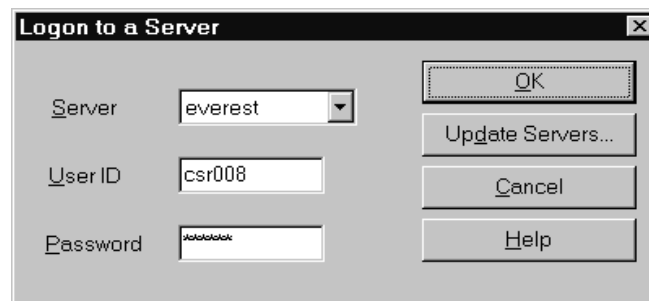 Logon to a Server
Server everest OK
Update Servers...
User ID csr008 Cancel
Password ******* Help